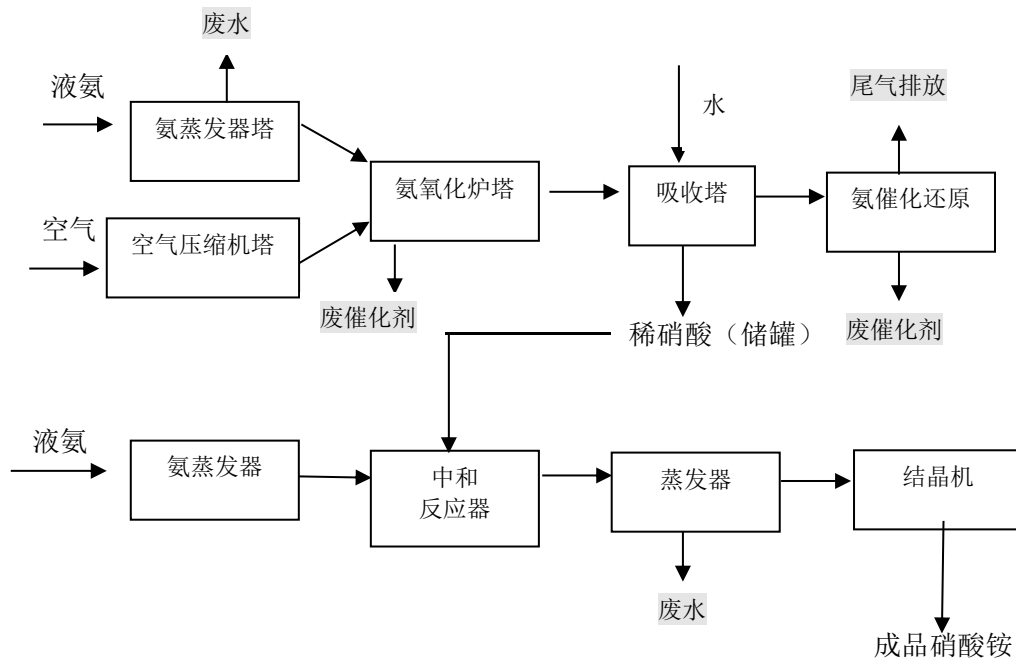 废水
液氨
氨蒸发器塔
水
尾气排放
氨氧化炉塔
吸收塔
氨催化还原
空气
空气压缩机塔
废催化剂
稀硝酸（储罐）
废催化剂
液氨
氨蒸发器
中和
反应器
蒸发器
结晶机
废水
成品硝酸铵